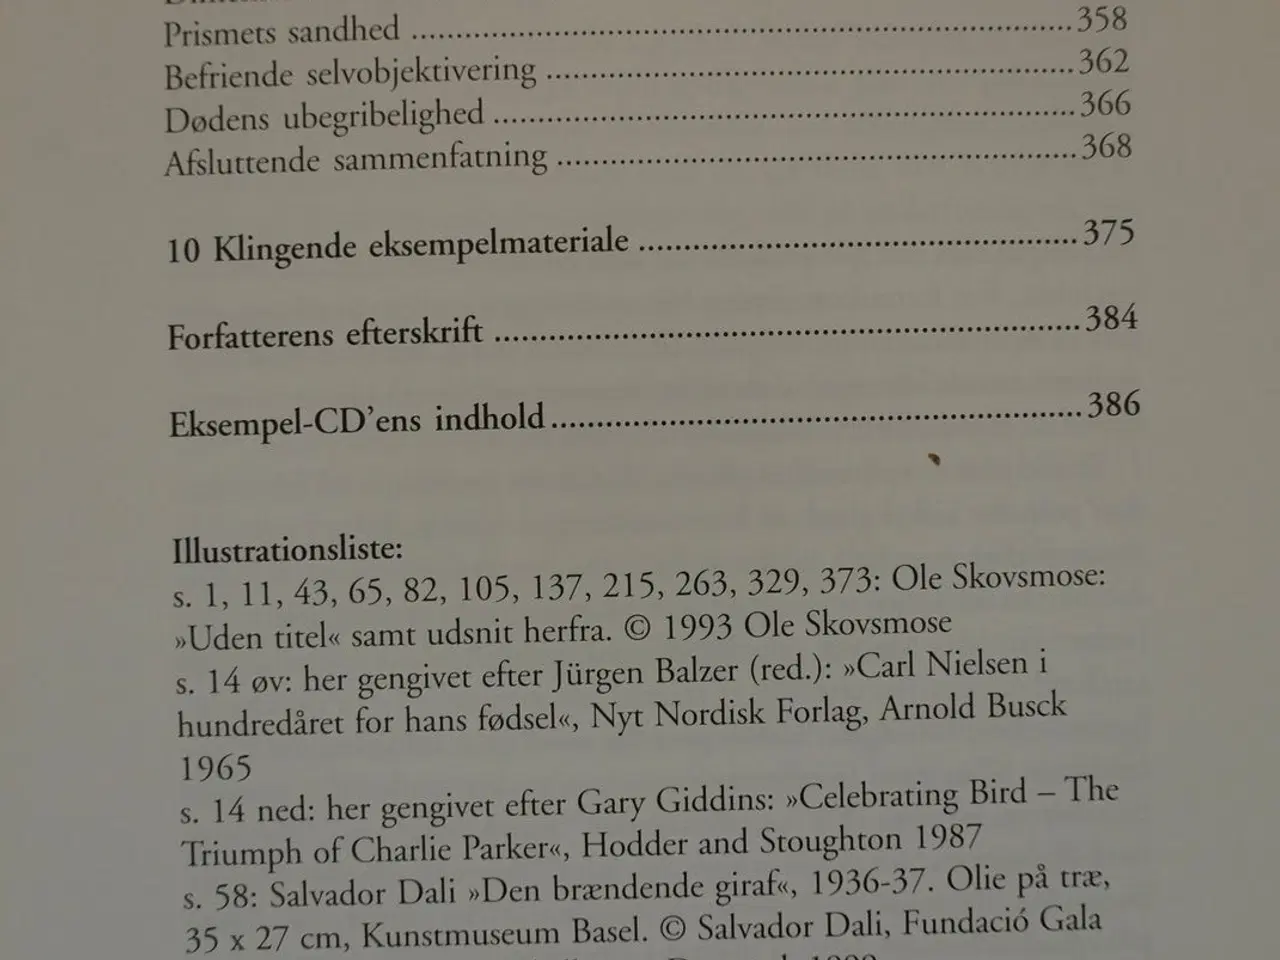 Prismets sandhed ........ 358
Befriende selvobjektivering ........ 362
Dødens ubegribelighed ........ 366
Afsluttende sammenfatning ........ 368
10 Klingende eksempelmateriale ........ 375
Forfatterens efterskrift ........ 384
Eksempel-CD’ens indhold ........ 386
Illustrationsliste:
s. 1, 11, 43, 65, 82, 105, 137, 215, 263, 329, 373: Ole Skovsmose:
»Uden titel« samt udsnit herfra. © 1993 Ole Skovsmose
s. 14 øv: her gengivet efter Jürgen Balzer (red.): »Carl Nielsen i
hundredåret for hans fødsel«, Nyt Nordisk Forlag, Arnold Busck
1965
s. 14 ned: her gengivet efter Gary Giddins: »Celebrating Bird – The
Triumph of Charlie Parker«, Hodder and Stoughton 1987
s. 58: Salvador Dali »Den brændende giraf«, 1936-37. Olie på træ,
35 x 27 cm, Kunstmuseum Basel. © Salvador Dali, Fundació Gala